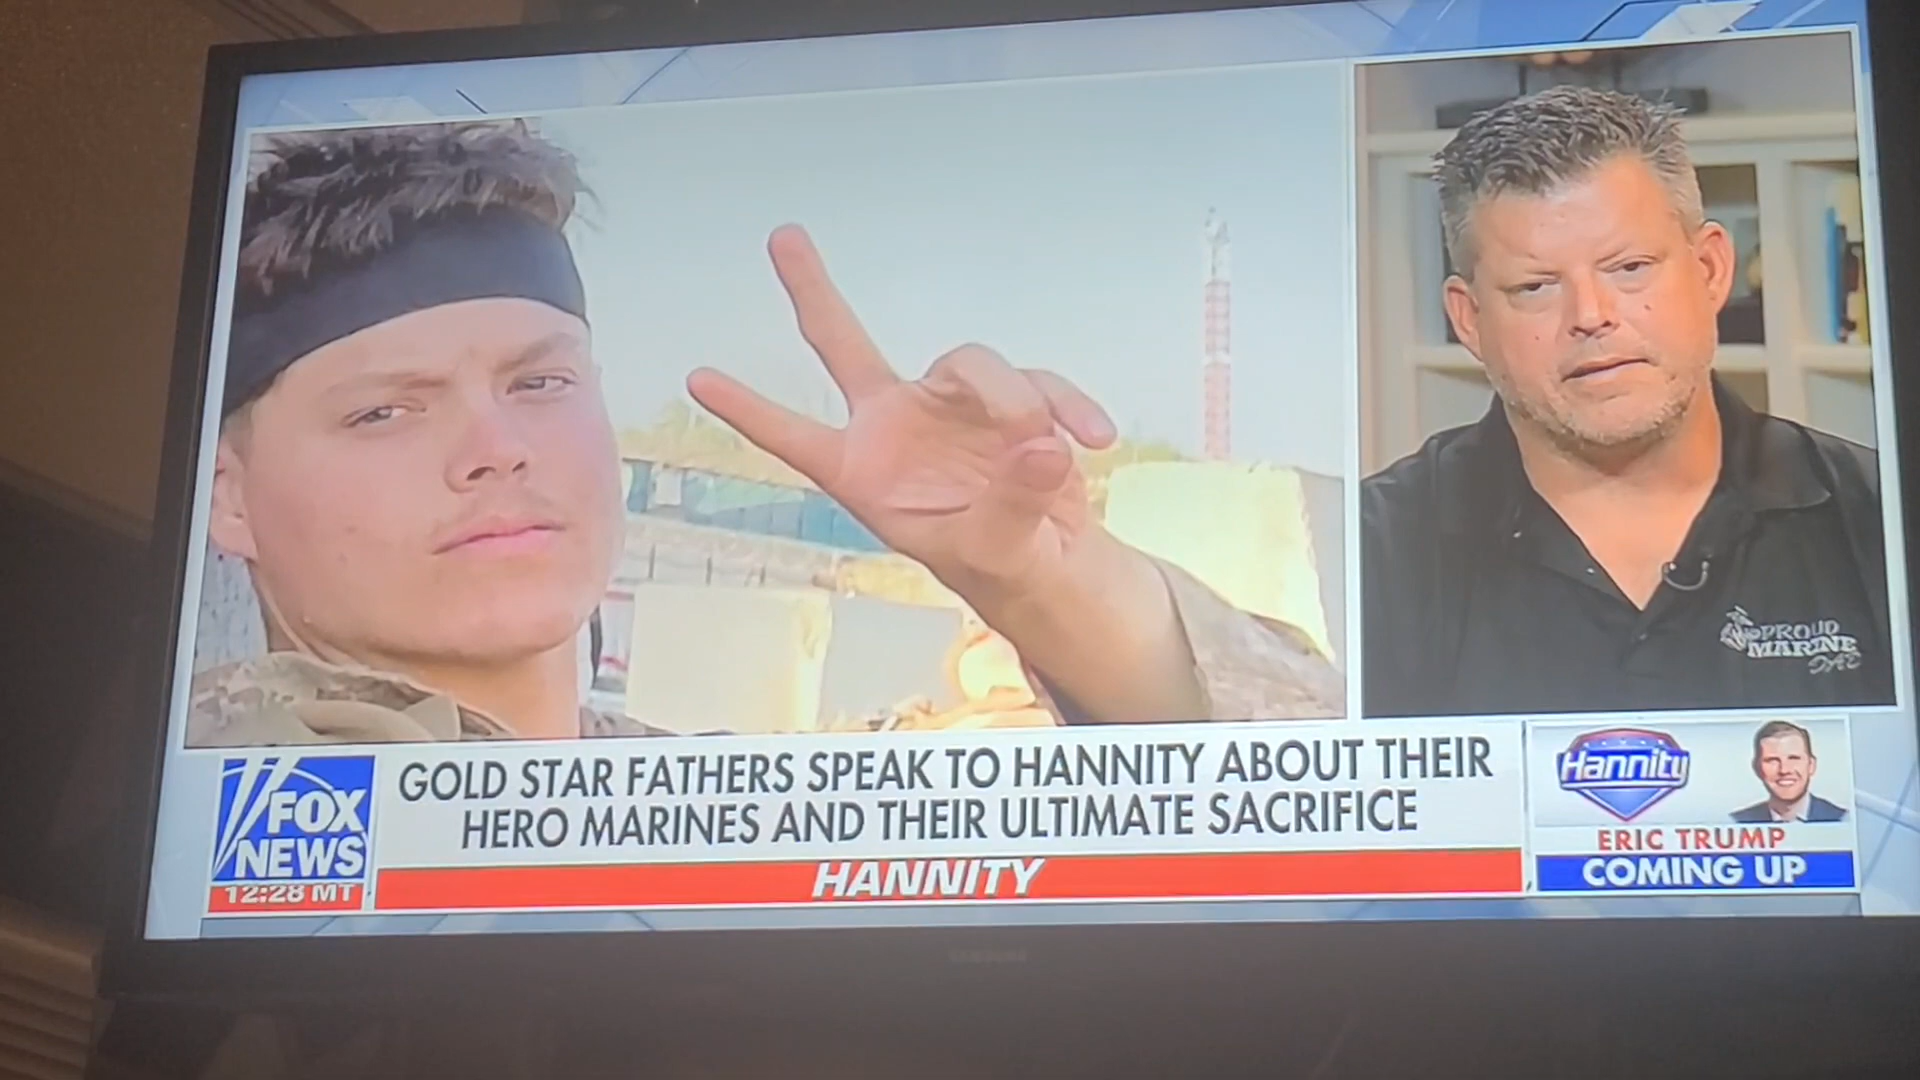 PROUD
MARINE
DAD
GOLD STAR FATHERS SPEAK TO HANNITY ABOUT THEIR
HERO MARINES AND THEIR ULTIMATE SACRIFICE
HANNITY
FOX
NEWS
12:28 MT
Hannity
ERIC TRUMP
COMING UP
SAMSUNG